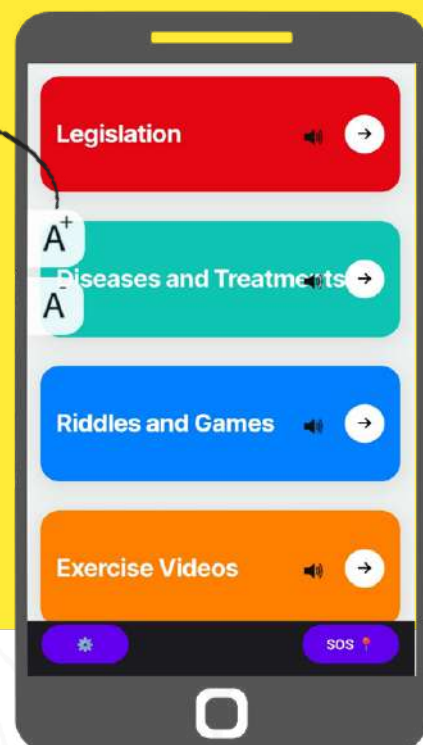 Legislation
A+
Diseases and Treatments
A-
Riddles and Games
Exercise Videos
SOS